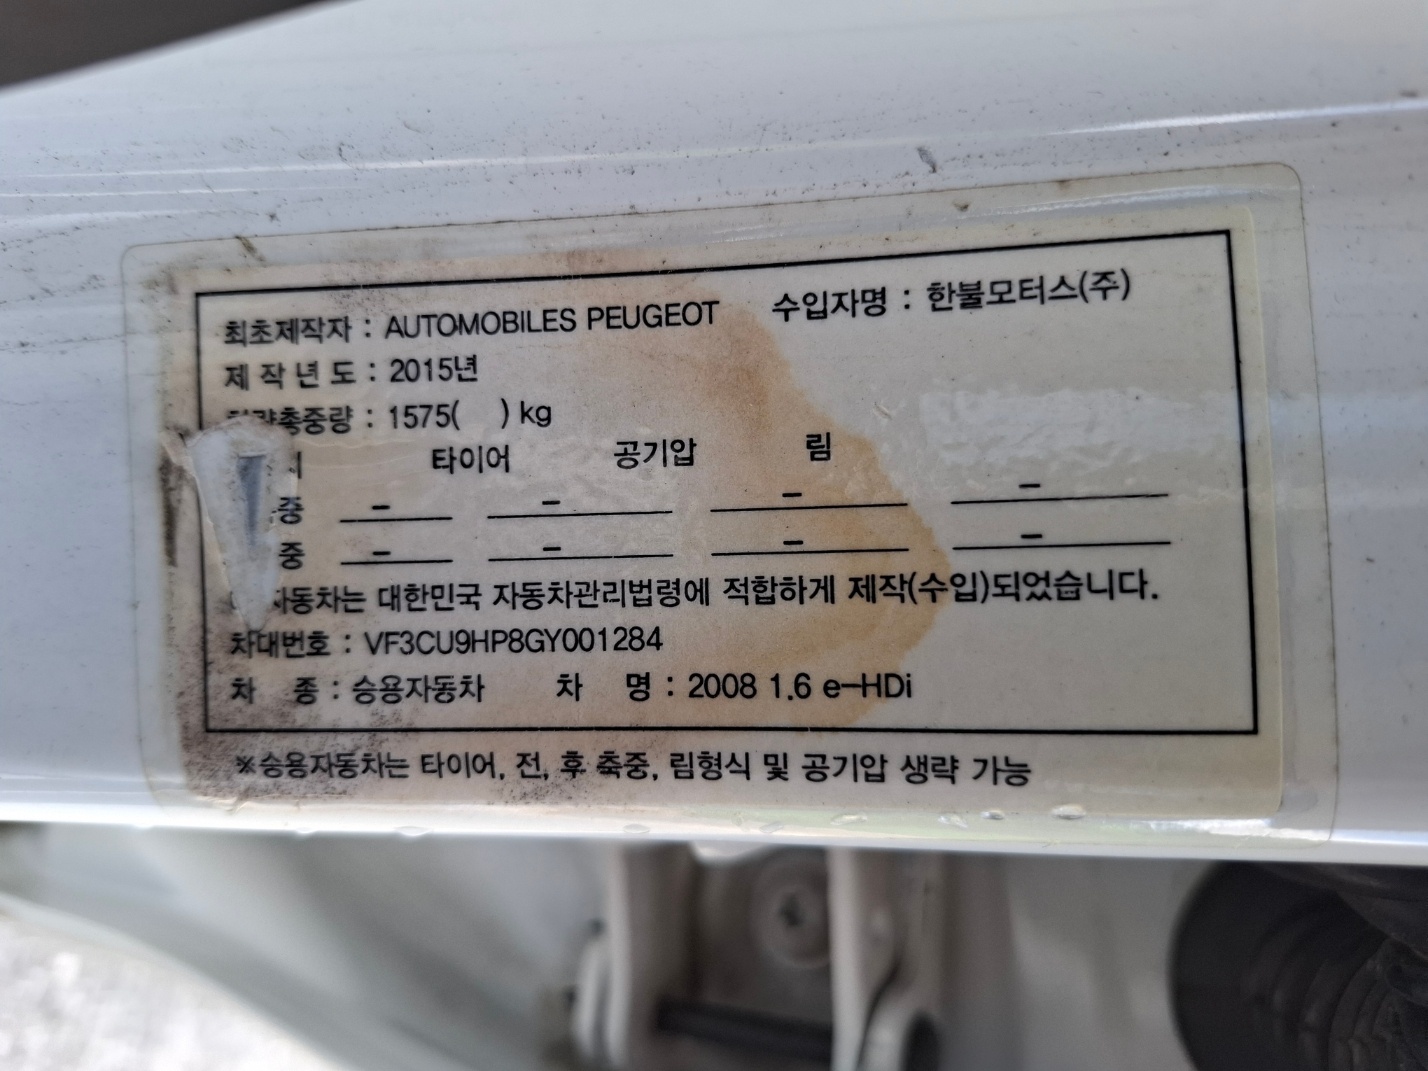 최초제작자 : AUTOMOBILES PEUGEOT 수입자명 : 한불모터스(주)
제 작 년 도 : 2015년
총중량 : 1575( ) kg
타이어 공기압 림
중 – – – –
중 – – – –
자동차는 대한민국 자동차관리법령에 적합하게 제작(수입)되었습니다.
차대번호 : VF3CU9HP8GY001284
차 종 : 승용자동차 차 명 : 2008 1.6 e-HDi
※승용자동차는 타이어, 전, 후 축중, 림형식 및 공기압 생략 가능